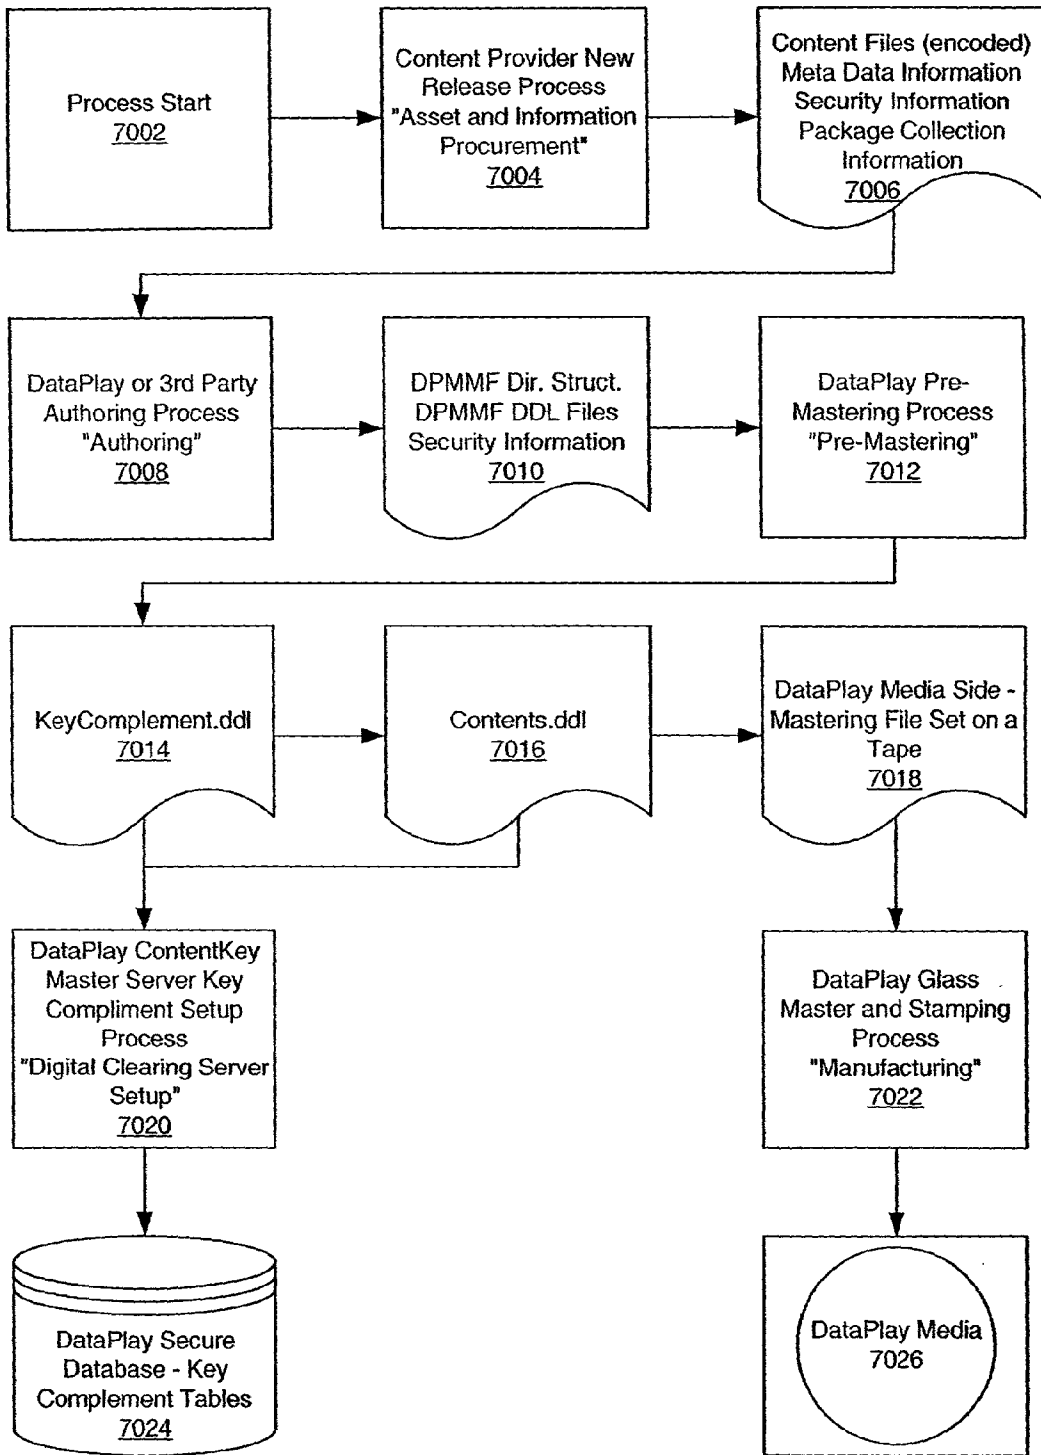 Process Start
7002
Content Provider New
Release Process
"Asset and Information
Procurement"
7004
Content Files (encoded)
Meta Data Information
Security Information
Package Collection
Information
7006
DataPlay or 3rd Party
Authoring Process
"Authoring"
7008
DPMMF Dir. Struct.
DPMMF DDL Files
Security Information
7010
DataPlay Pre-
Mastering Process
"Pre-Mastering"
7012
KeyComplement.ddl
7014
Contents.ddl
7016
DataPlay Media Side -
Mastering File Set on a
Tape
7018
DataPlay ContentKey
Master Server Key
Compliment Setup
Process
"Digital Clearing Server
Setup"
7020
DataPlay Glass
Master and Stamping
Process
"Manufacturing"
7022
DataPlay Secure
Database - Key
Complement Tables
7024
DataPlay Media
7026